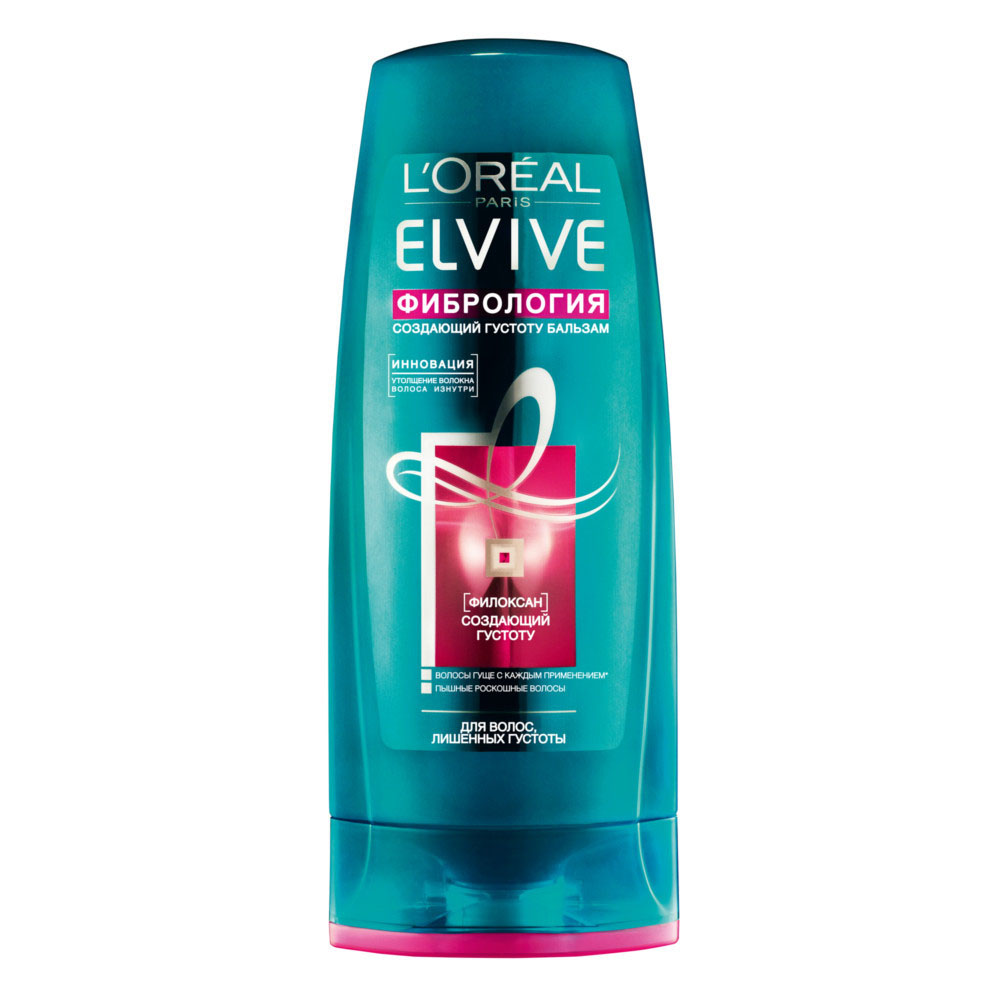 L'ORÉAL
PARIS
ELVIVE
ФИБРОЛОГИЯ
СОЗДАЮЩИЙ ГУСТОТУ БАЛЬЗАМ
ИННОВАЦИЯ
УТОЛЩЕНИЕ ВОЛОКНА
ВОЛОСА ИЗНУТРИ
[ФИЛОКСАН]
СОЗДАЮЩИЙ
ГУСТОТУ
ВОЛОСЫ ГУЩЕ С КАЖДЫМ ПРИМЕНЕНИЕМ*
ПЫШНЫЕ РОСКОШНЫЕ ВОЛОСЫ
ДЛЯ ВОЛОС,
ЛИШЕННЫХ ГУСТОТЫ